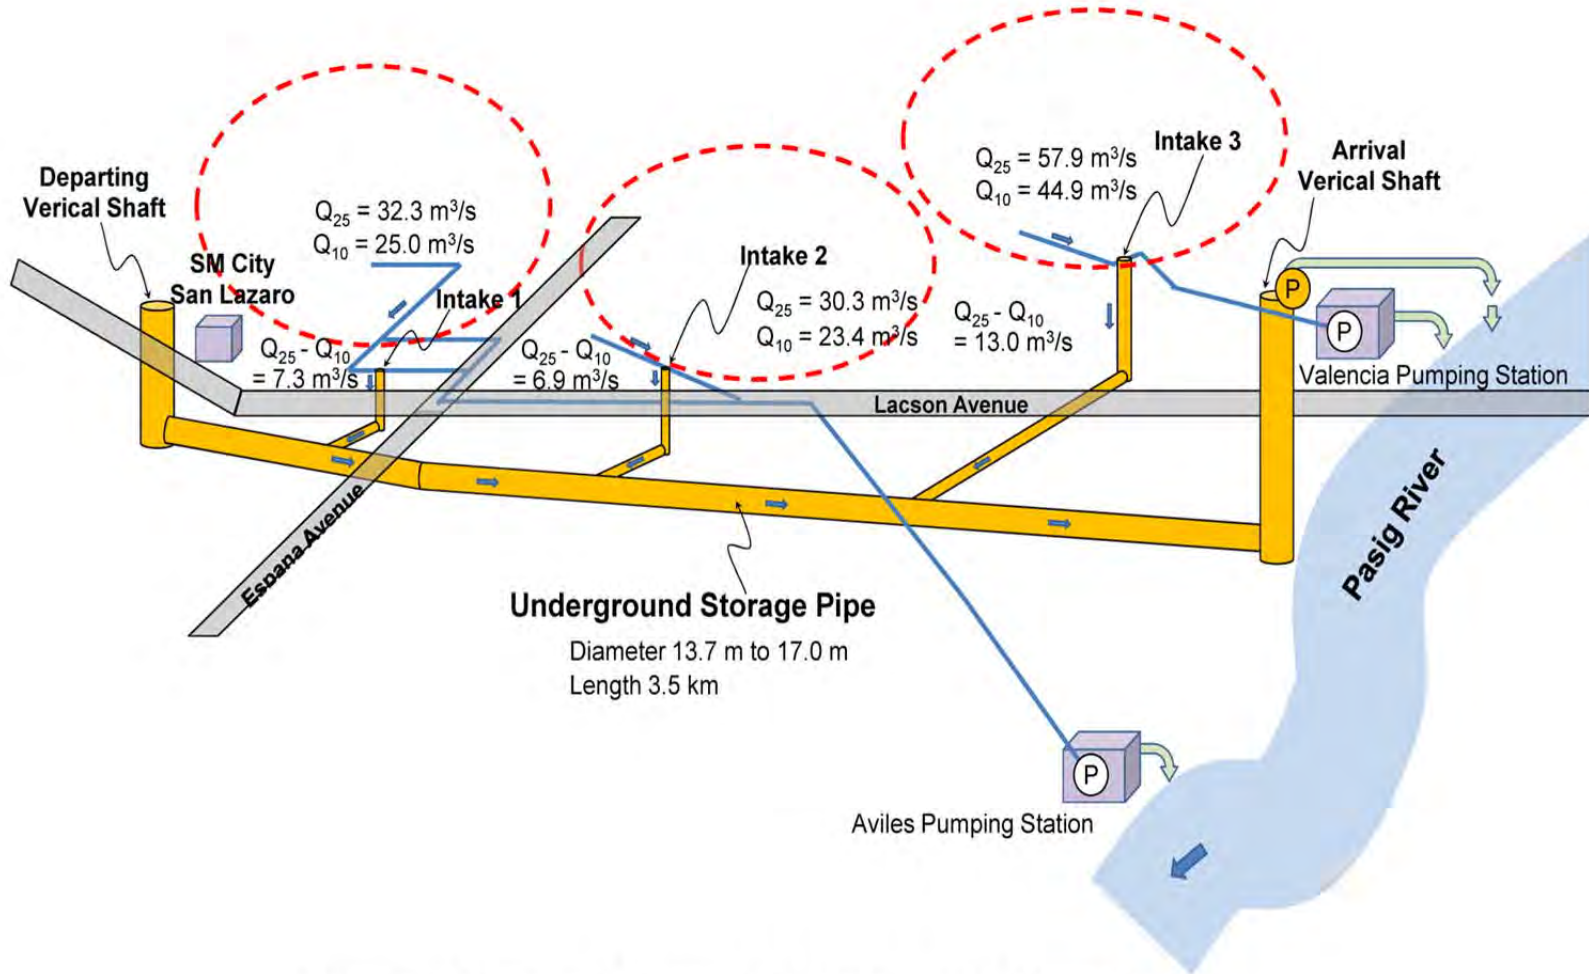 Departing
Verical Shaft
SM City
San Lazaro
Q25 = 32.3 m³/s
Q10 = 25.0 m³/s
Intake 1
Q25 - Q10
= 7.3 m³/s
Intake 2
Q25 = 30.3 m³/s
Q10 = 23.4 m³/s
Q25 - Q10
= 6.9 m³/s
Q25 = 57.9 m³/s
Q10 = 44.9 m³/s
Intake 3
Q25 - Q10
= 13.0 m³/s
Arrival
Verical Shaft
P
P
Valencia Pumping Station
Lacson Avenue
Espana Avenue
Pasig River
Underground Storage Pipe
Diameter 13.7 m to 17.0 m
Length 3.5 km
P
Aviles Pumping Station